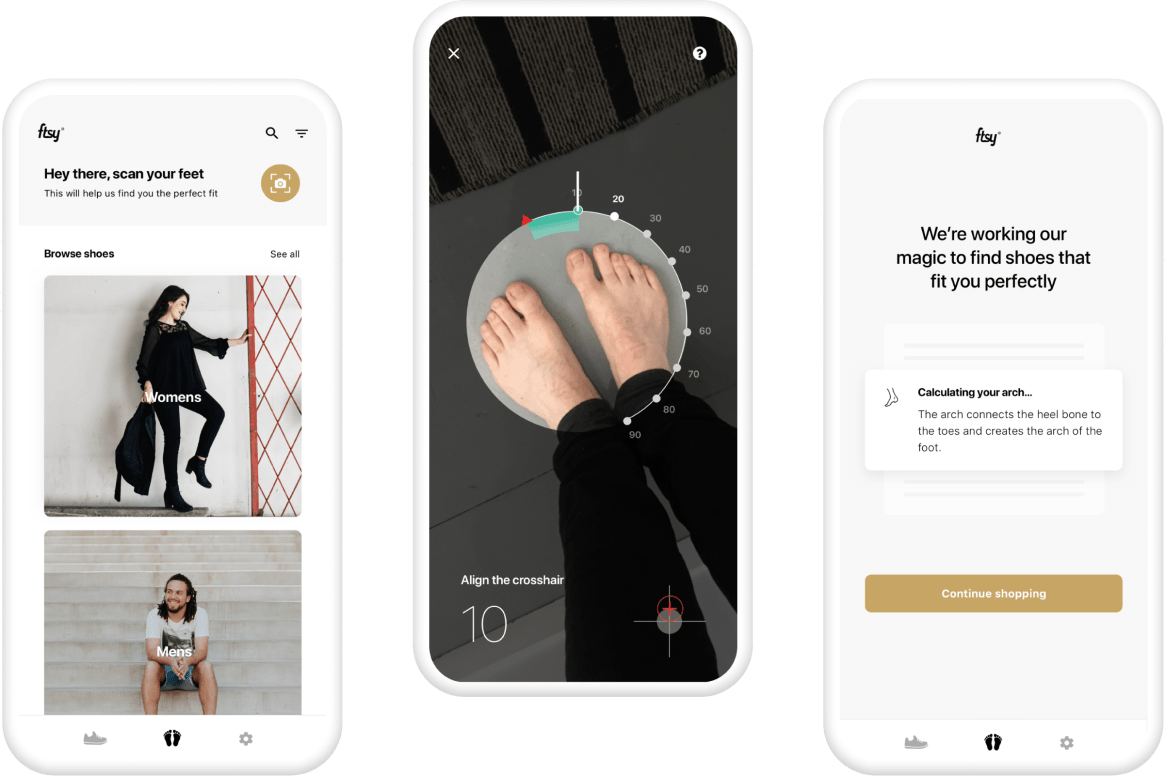 ftsy
Hey there, scan your feet
This will help us find you the perfect fit
Browse shoes
See all
Womens
Mens
?
10
20
30
40
50
60
70
80
90
Align the crosshair
10
ftsy
We’re working our
magic to find shoes that
fit you perfectly
Calculating your arch...
The arch connects the heel bone to
the toes and creates the arch of the
foot.
Continue shopping